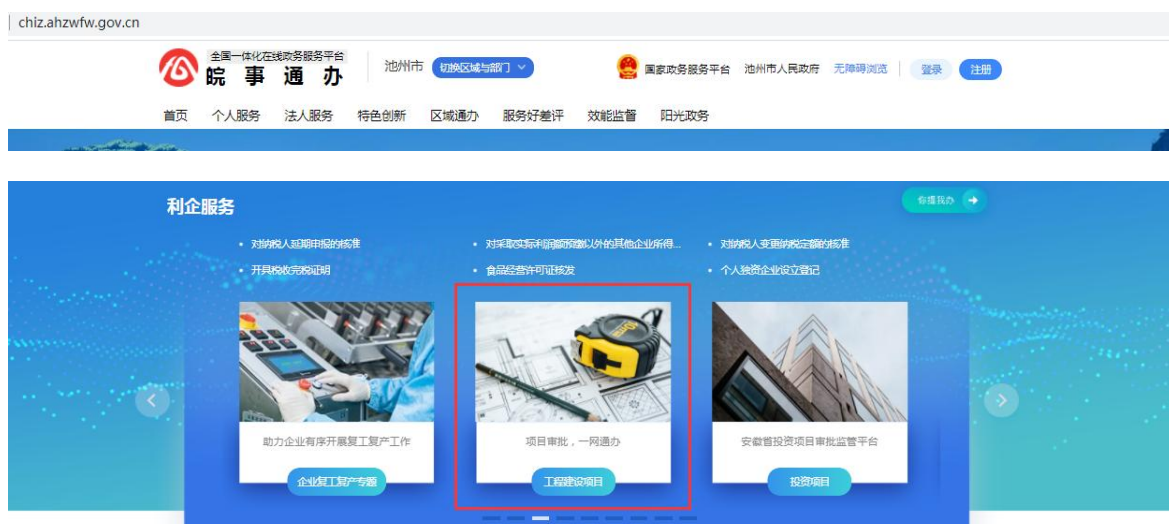 chiz.ahzwfw.gov.cn
全国一体化在线政务服务平台
皖事通办
池州市 切换区域与部门
国家政务服务平台 池州市人民政府 无障碍浏览 登录 注册
首页 个人服务 法人服务 特色创新 区域通办 服务好差评 效能监督 阳光政务
利企服务
你提我办
对纳税人延期申报的核准
对采取实际利润额预缴以外的其他企业所得...
对纳税人变更纳税定额的核准
开具税收完税证明
食品经营许可证核发
个人独资企业设立登记
助力企业有序开展复工复产工作
项目审批，一网通办
安徽省投资项目审批监管平台
企业复工复产专题
工程建设项目
投资项目